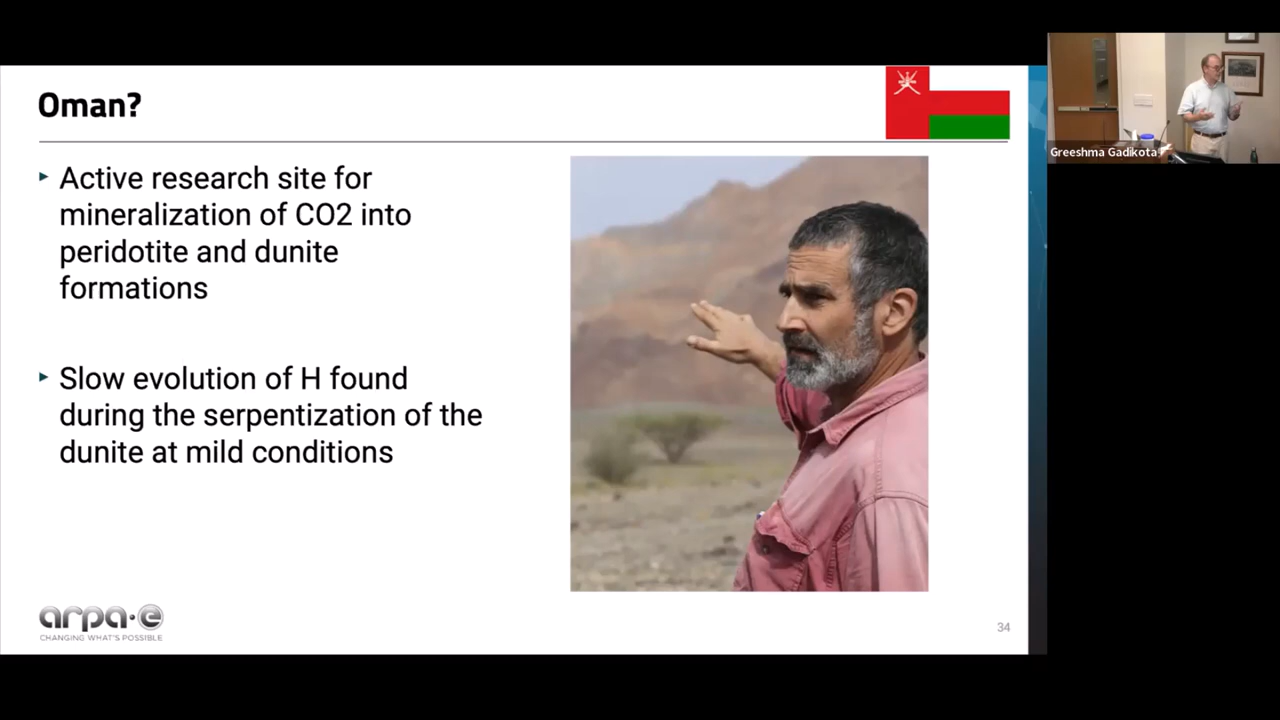 Oman?
Active research site for
mineralization of CO2 into
peridotite and dunite
formations
Slow evolution of H found
during the serpentization of the
dunite at mild conditions
arpa·e
CHANGING WHAT'S POSSIBLE
34
Greeshma Gadikota